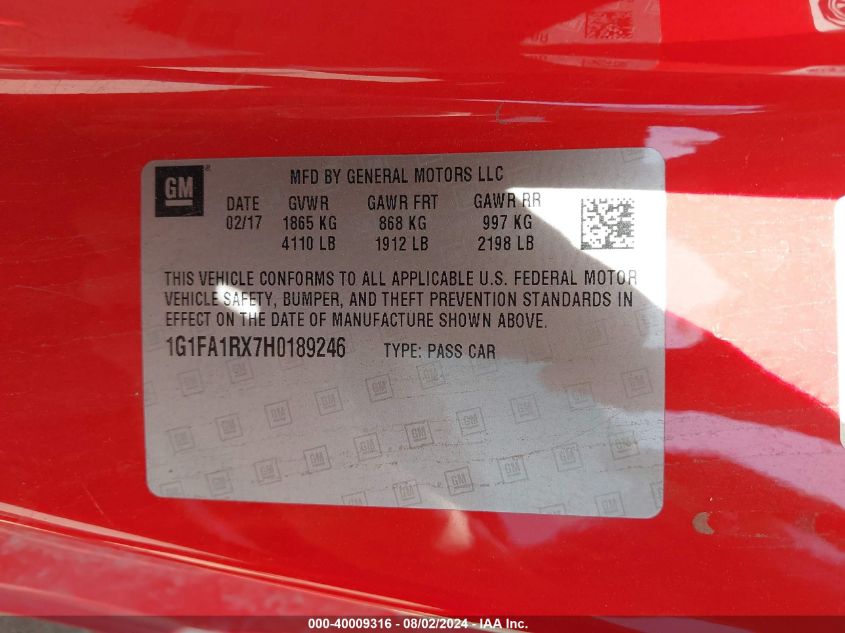 GM
MFD BY GENERAL MOTORS LLC
DATE GVWR GAWR FRT GAWR RR
02/17 1865 KG 868 KG 997 KG
4110 LB 1912 LB 2198 LB
THIS VEHICLE CONFORMS TO ALL APPLICABLE U.S. FEDERAL MOTOR
VEHICLE SAFETY, BUMPER, AND THEFT PREVENTION STANDARDS IN
EFFECT ON THE DATE OF MANUFACTURE SHOWN ABOVE.
1G1FA1RX7H0189246 TYPE: PASS CAR
000-40009316 - 08/02/2024 - IAA Inc.